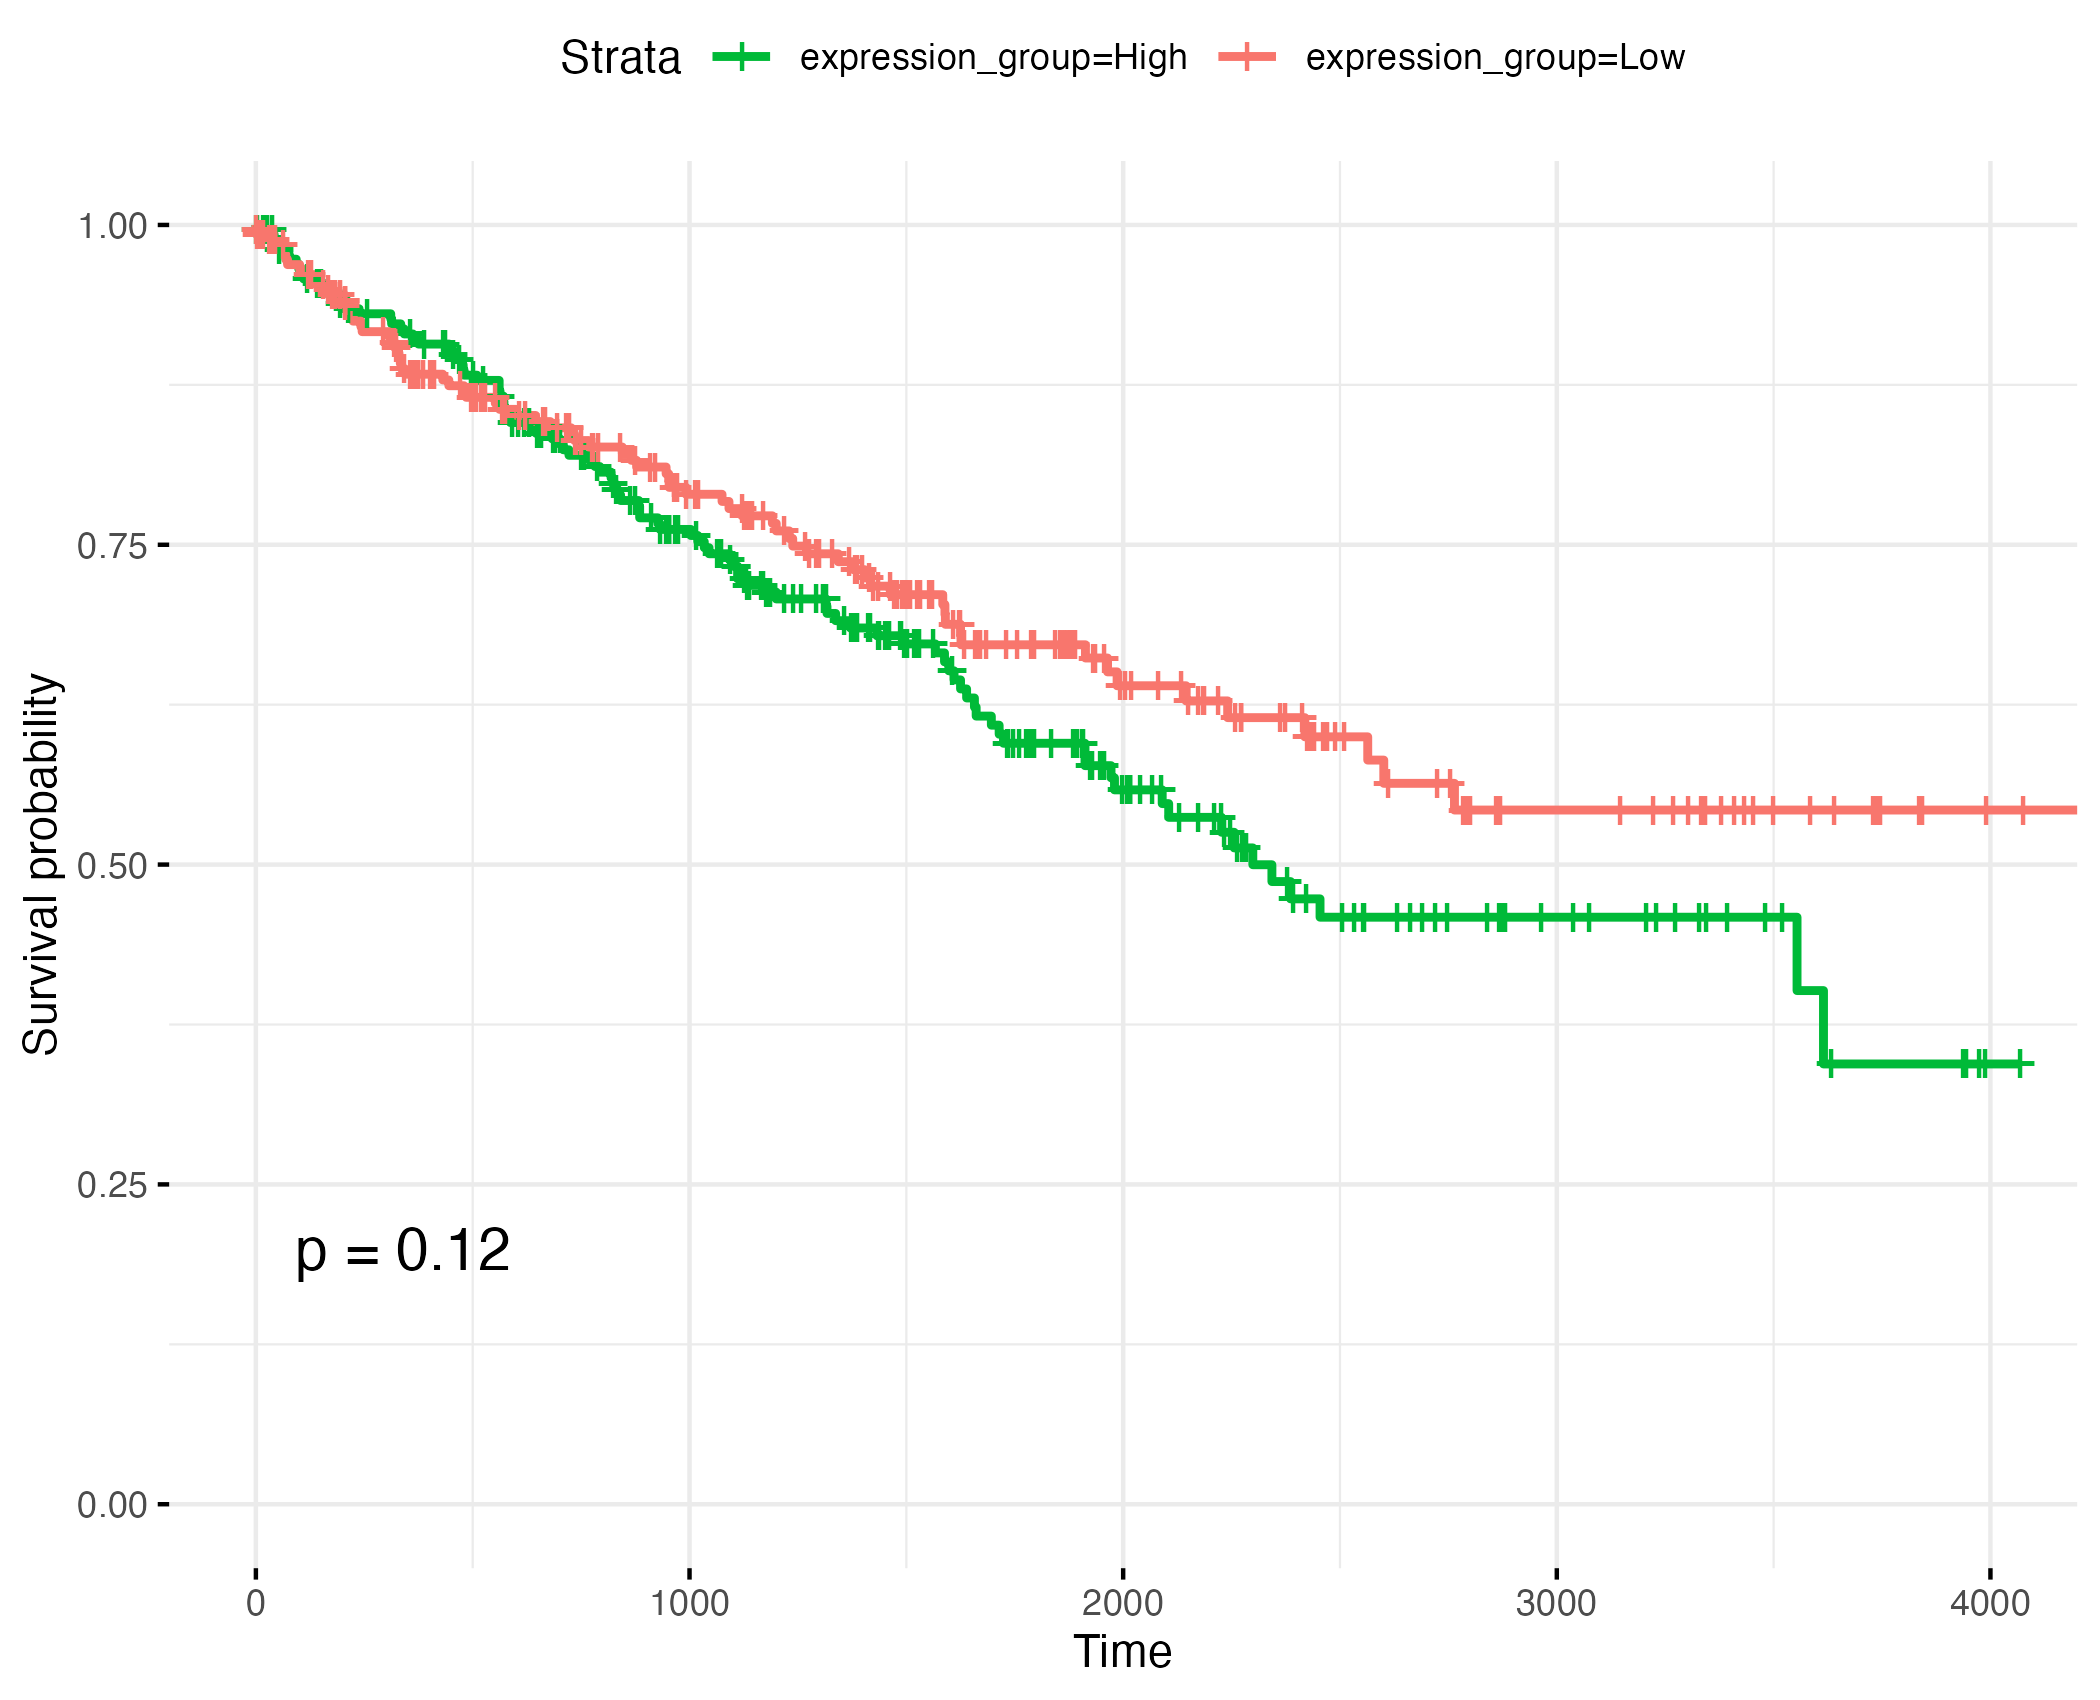 Strata expression_group=High expression_group=Low
1.00
0.75
0.50
0.25
0.00
Survival probability
p = 0.12
0 1000 2000 3000 4000
Time